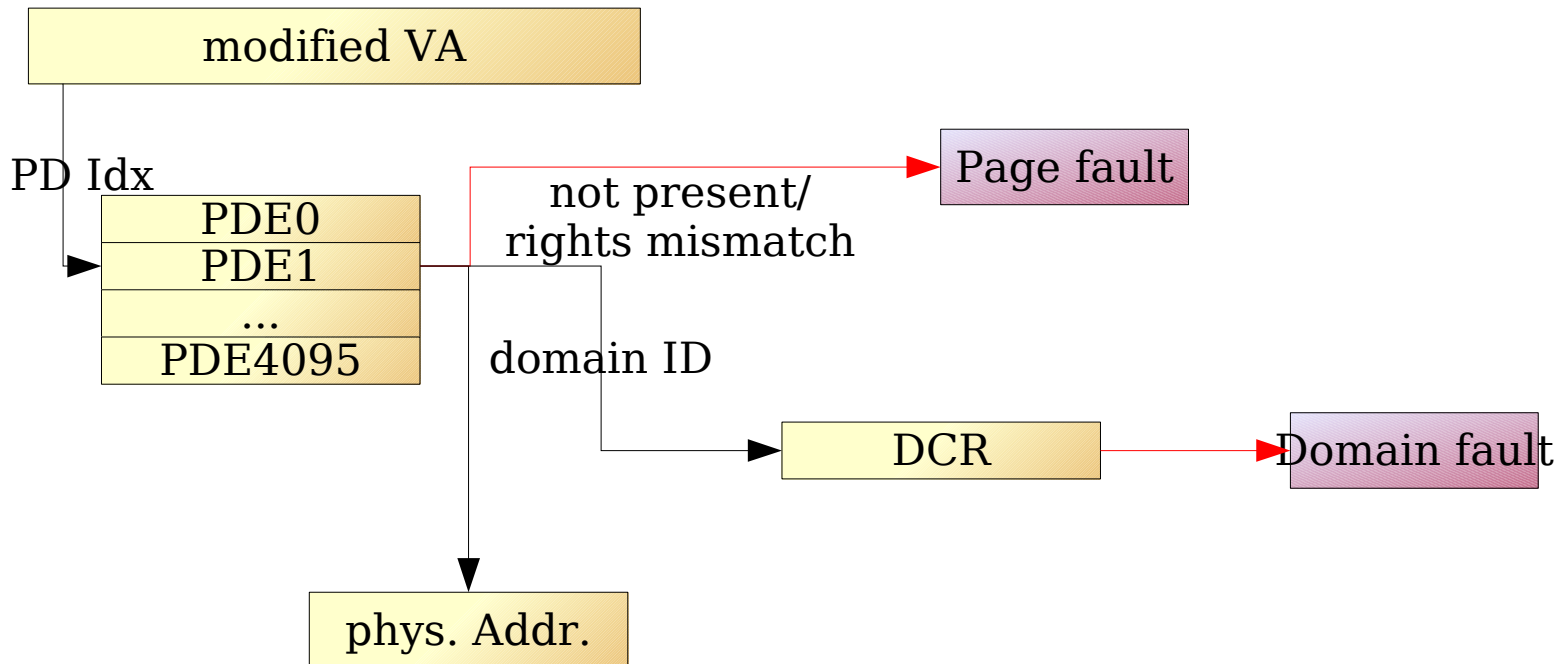 modified VA
Page fault
PD Idx
not present/
rights mismatch
PDE0
PDE1
...
PDE4095
domain ID
DCR
Domain fault
phys. Addr.